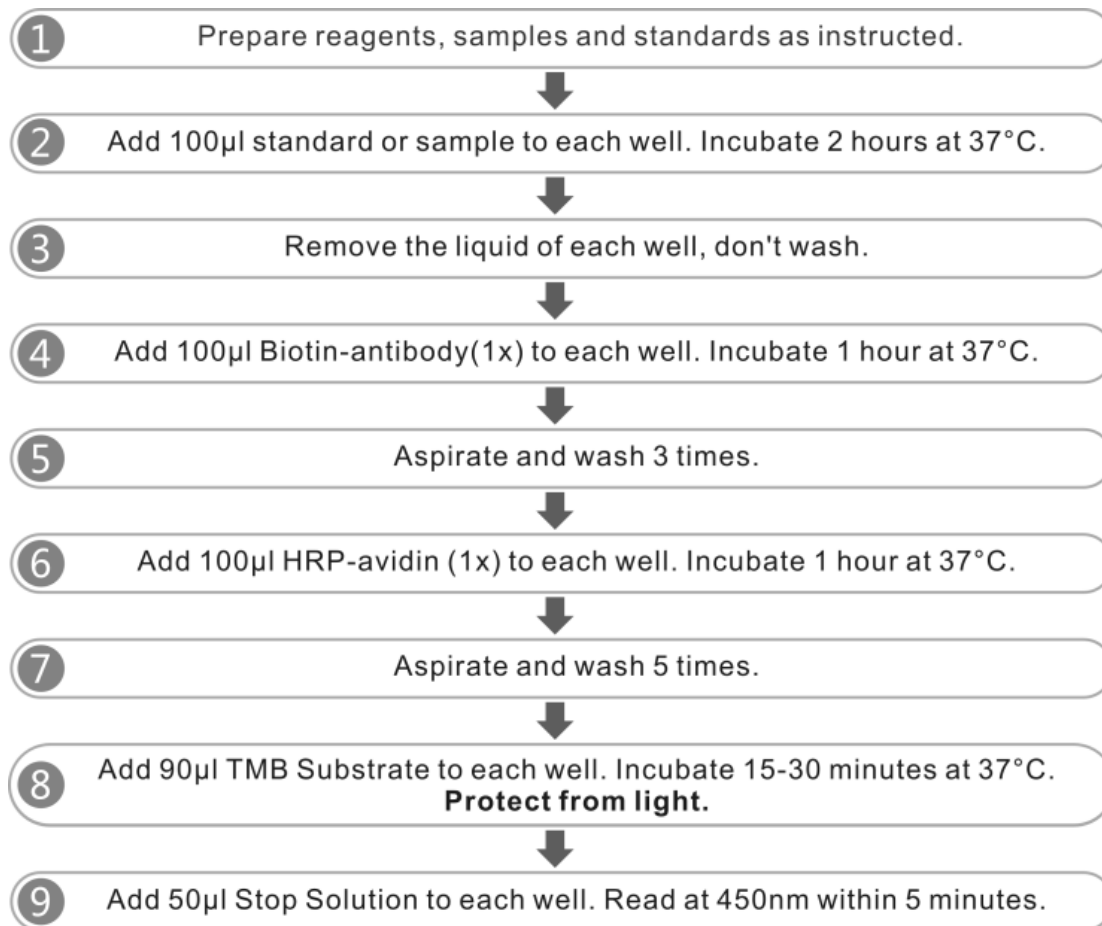 1 Prepare reagents, samples and standards as instructed.
2 Add 100μl standard or sample to each well. Incubate 2 hours at 37°C.
3 Remove the liquid of each well, don't wash.
4 Add 100μl Biotin-antibody(1x) to each well. Incubate 1 hour at 37°C.
5 Aspirate and wash 3 times.
6 Add 100μl HRP-avidin (1x) to each well. Incubate 1 hour at 37°C.
7 Aspirate and wash 5 times.
8 Add 90μl TMB Substrate to each well. Incubate 15-30 minutes at 37°C.
Protect from light.
9 Add 50μl Stop Solution to each well. Read at 450nm within 5 minutes.